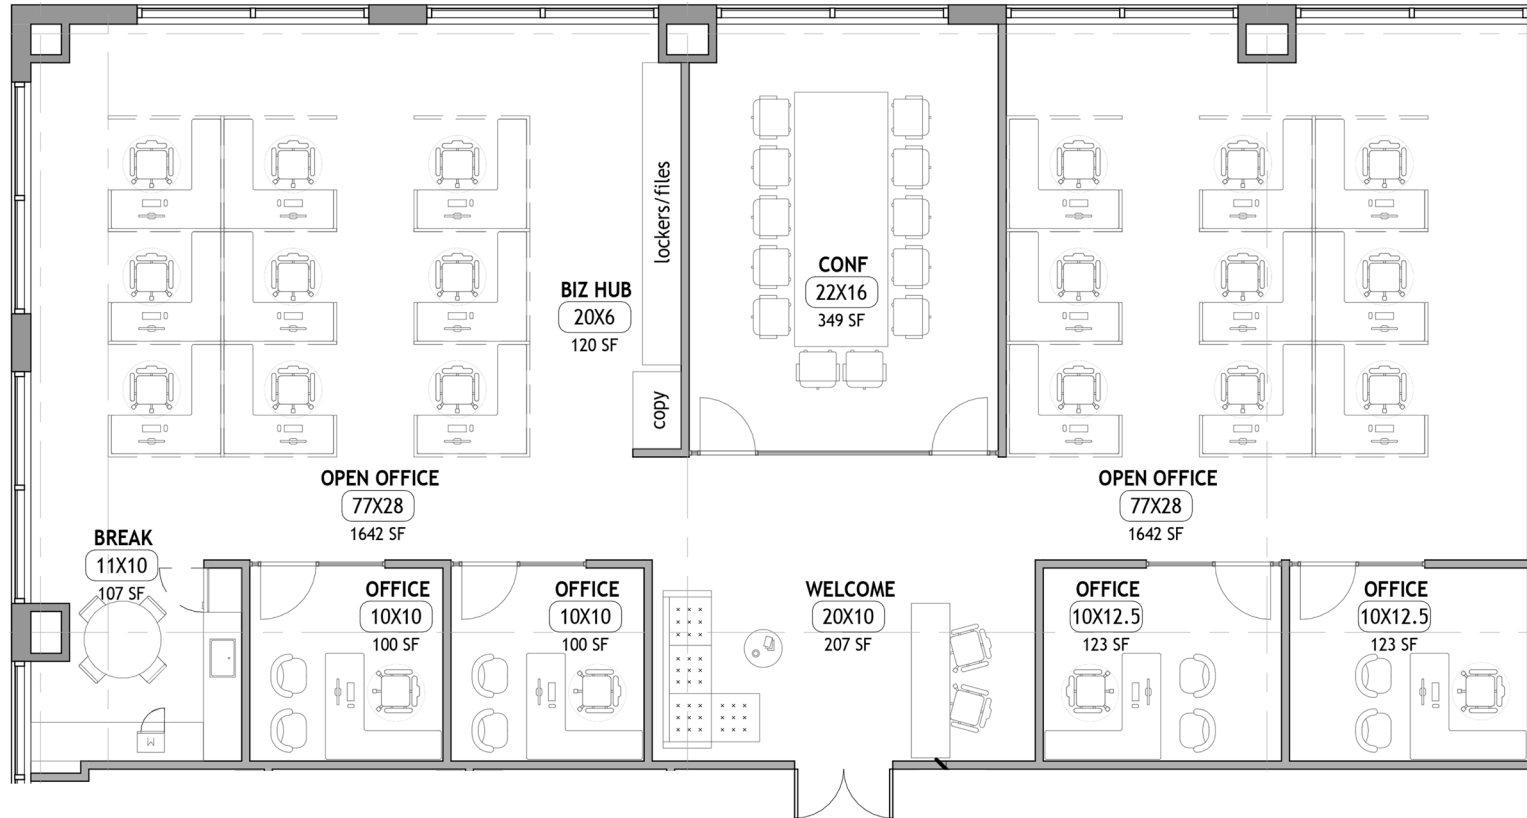 lockers/files
BIZ HUB
20X6
120 SF
copy
CONF
22X16
349 SF
OPEN OFFICE
77X28
1642 SF
OPEN OFFICE
77X28
1642 SF
BREAK
11X10
107 SF
OFFICE
10X10
100 SF
OFFICE
10X10
100 SF
WELCOME
20X10
207 SF
OFFICE
10X12.5
123 SF
OFFICE
10X12.5
123 SF
M